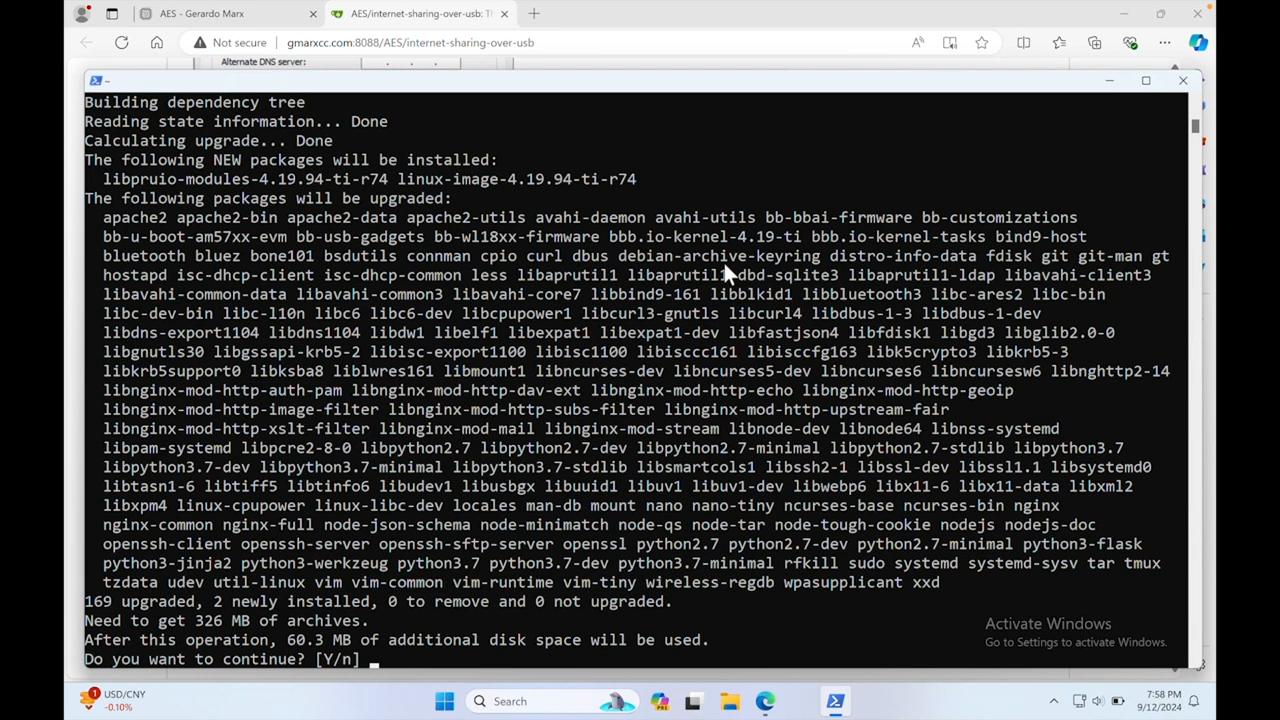 AES - Gerardo Marx
AES/internet-sharing-over-usb: Th
Not secure
gmarxcc.com:8088/AES/internet-sharing-over-usb
Alternate DNS server:
Building dependency tree
Reading state information... Done
Calculating upgrade... Done
The following NEW packages will be installed:
libpruio-modules-4.19.94-ti-r74 linux-image-4.19.94-ti-r74
The following packages will be upgraded:
apache2 apache2-bin apache2-data apache2-utils avahi-daemon avahi-utils bb-bbai-firmware bb-customizations
bb-u-boot-am57xx-evm bb-usb-gadgets bb-wl18xx-firmware bbb.io-kernel-4.19-ti bbb.io-kernel-tasks bind9-host
bluetooth bluez bone101 bsdutils connman cpio curl dbus debian-archive-keyring distro-info-data fdisk git git-man gt
hostapd isc-dhcp-client isc-dhcp-common less libaprutil1 libaprutil1-dbd-sqlite3 libaprutil1-ldap libavahi-client3
libavahi-common-data libavahi-common3 libavahi-core7 libbind9-161 libblkid1 libbluetooth3 libc-ares2 libc-bin
libc-dev-bin libc-l10n libc6 libc6-dev libcpupower1 libcurl3-gnutls libcurl4 libdbus-1-3 libdbus-1-dev
libdns-export1104 libdns1104 libdw1 libelf1 libexpat1 libexpat1-dev libfastjson4 libfdisk1 libgd3 libglib2.0-0
libgnutls30 libgssapi-krb5-2 libisc-export1100 libisc1100 libisccc161 libisccfg163 libk5crypto3 libkrb5-3
libkrb5support0 libksba8 liblwres161 libmount1 libncurses-dev libncurses5-dev libncurses6 libncursesw6 libnghttp2-14
libnginx-mod-http-auth-pam libnginx-mod-http-dav-ext libnginx-mod-http-echo libnginx-mod-http-geoip
libnginx-mod-http-image-filter libnginx-mod-http-subs-filter libnginx-mod-http-upstream-fair
libnginx-mod-http-xslt-filter libnginx-mod-mail libnginx-mod-stream libnode-dev libnode64 libnss-systemd
libpam-systemd libpcre2-8-0 libpython2.7 libpython2.7-dev libpython2.7-minimal libpython2.7-stdlib libpython3.7
libpython3.7-dev libpython3.7-minimal libpython3.7-stdlib libsmartcols1 libssh2-1 libssl-dev libssl1.1 libsystemd0
libtasn1-6 libtiff5 libtinfo6 libudev1 libusbgx libuuid1 libuv1 libuv1-dev libwebp6 libx11-6 libx11-data libxml2
libxpm4 linux-cpupower linux-libc-dev locales man-db mount nano nano-tiny ncurses-base ncurses-bin nginx
nginx-common nginx-full node-json-schema node-minimatch node-qs node-tar node-tough-cookie nodejs nodejs-doc
openssh-client openssh-server openssh-sftp-server openssl python2.7 python2.7-dev python2.7-minimal python3-flask
python3-jinja2 python3-werkzeug python3.7 python3.7-dev python3.7-minimal rfkill sudo systemd systemd-sysv tar tmux
tzdata udev util-linux vim vim-common vim-runtime vim-tiny wireless-regdb wpasupplicant xxd
169 upgraded, 2 newly installed, 0 to remove and 0 not upgraded.
Need to get 326 MB of archives.
After this operation, 60.3 MB of additional disk space will be used.
Do you want to continue? [Y/n]
Activate Windows
Go to Settings to activate Windows.
1
USD/CNY
-0.10%
Search
7:58 PM
9/12/2024